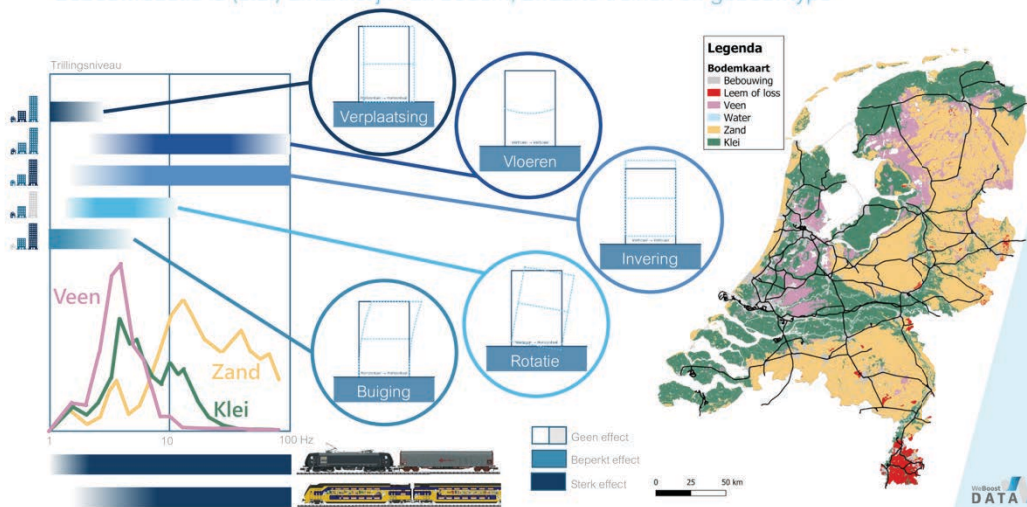 Trillingsniveau
Verplaatsing
Vloeren
Invering
Rotatie
Buiging
Veen
Zand
Klei
1
10
100 Hz
Geen effect
Beperkt effect
Sterk effect
Legenda
Bodemkaart
Bebouwing
Leem of loss
Veen
Water
Zand
Klei
0 25 50 km
WeBoost
DATA